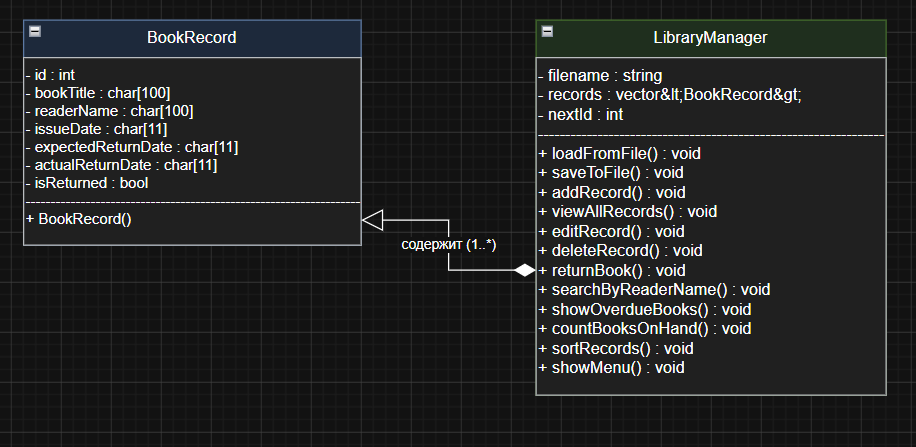 BookRecord
- id : int
- bookTitle : char[100]
- readerName : char[100]
- issueDate : char[11]
- expectedReturnDate : char[11]
- actualReturnDate : char[11]
- isReturned : bool
+ BookRecord()
содержит (1..*)
LibraryManager
- filename : string
- records : vector&lt;BookRecord&gt;
- nextId : int
+ loadFromFile() : void
+ saveToFile() : void
+ addRecord() : void
+ viewAllRecords() : void
+ editRecord() : void
+ deleteRecord() : void
+ returnBook() : void
+ searchByReaderName() : void
+ showOverdueBooks() : void
+ countBooksOnHand() : void
+ sortRecords() : void
+ showMenu() : void